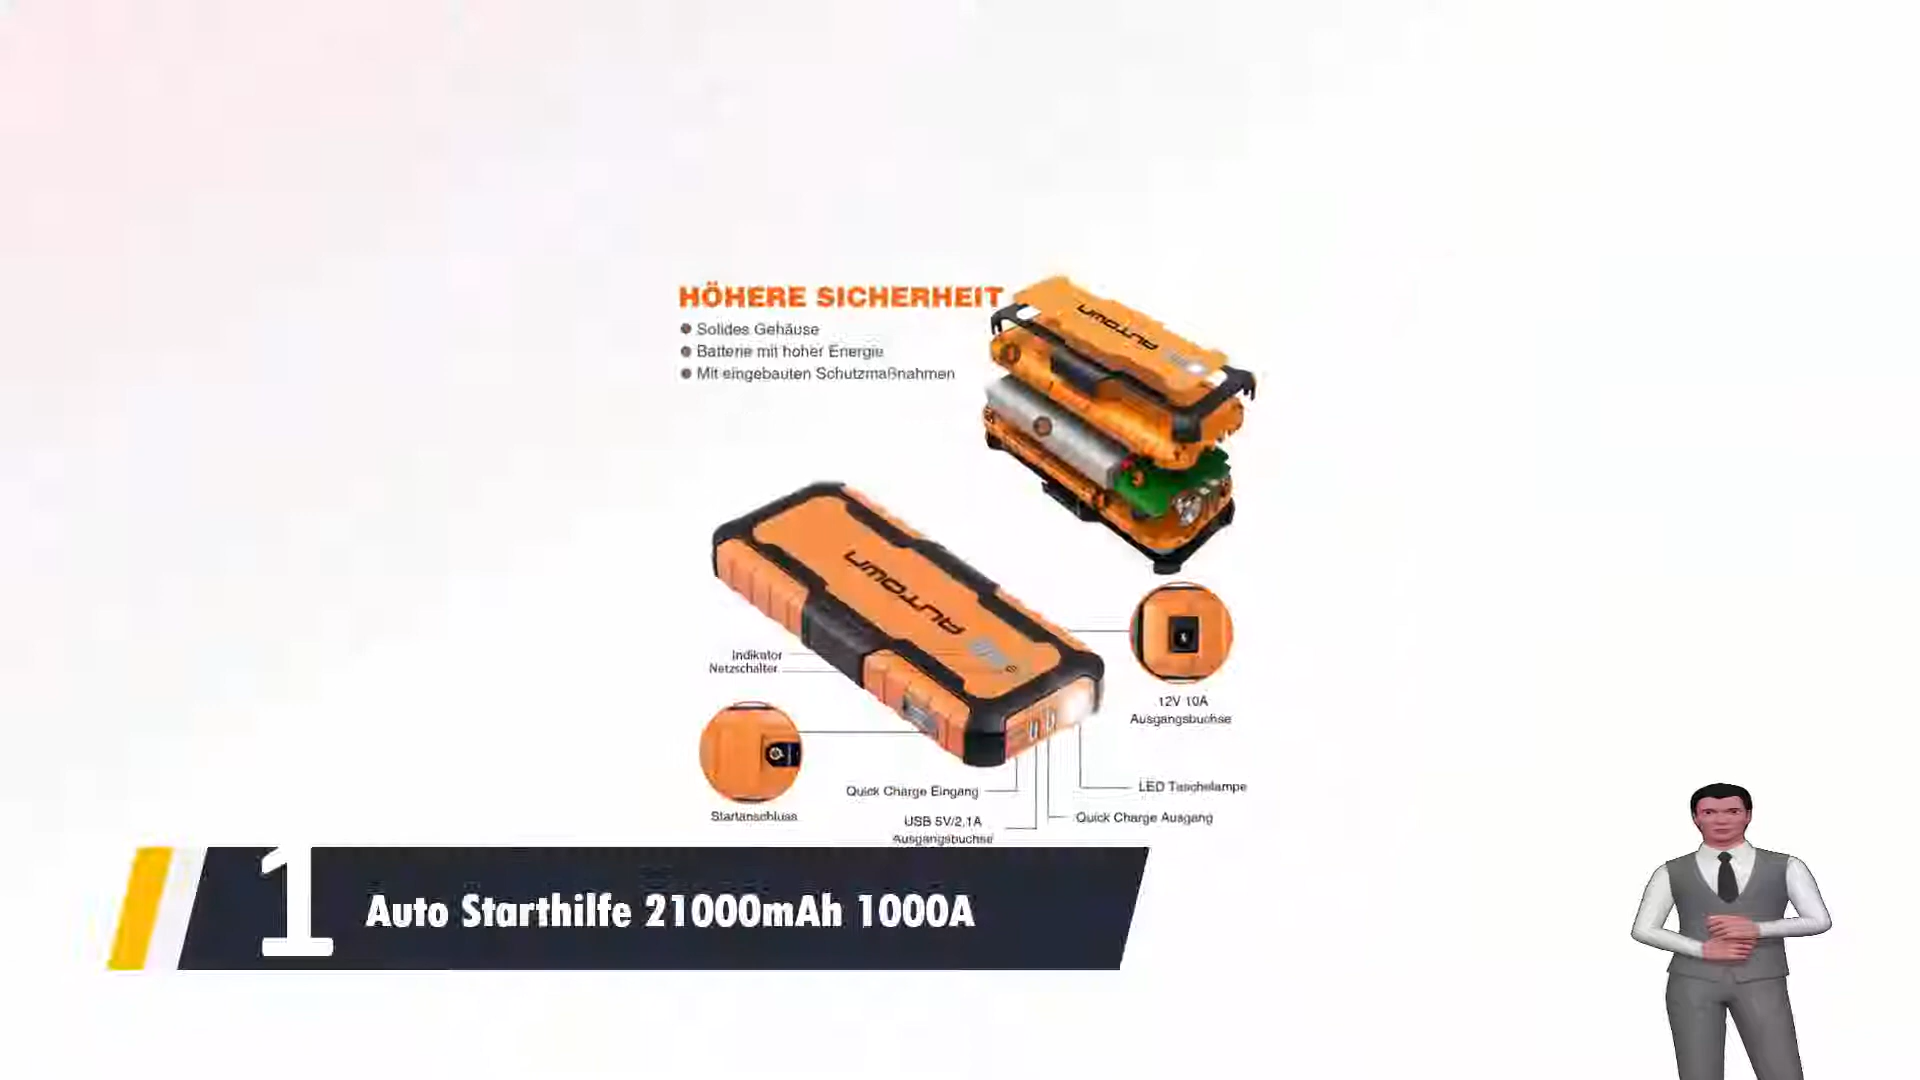 HÖHERE SICHERHEIT
Solides Gehäuse
Batterie mit hoher Energie
Mit eingebauten Schutzmaßnahmen
AUTOWN
AUTOWN
Indikator
Netzschalter
12V 10A
Ausgangsbuchse
Startanschluss
Quick Charge Eingang
LED Taschelampe
USB 5V/2.1A
Ausgangsbuchse
Quick Charge Ausgang
1
Auto Starthilfe 21000mAh 1000A